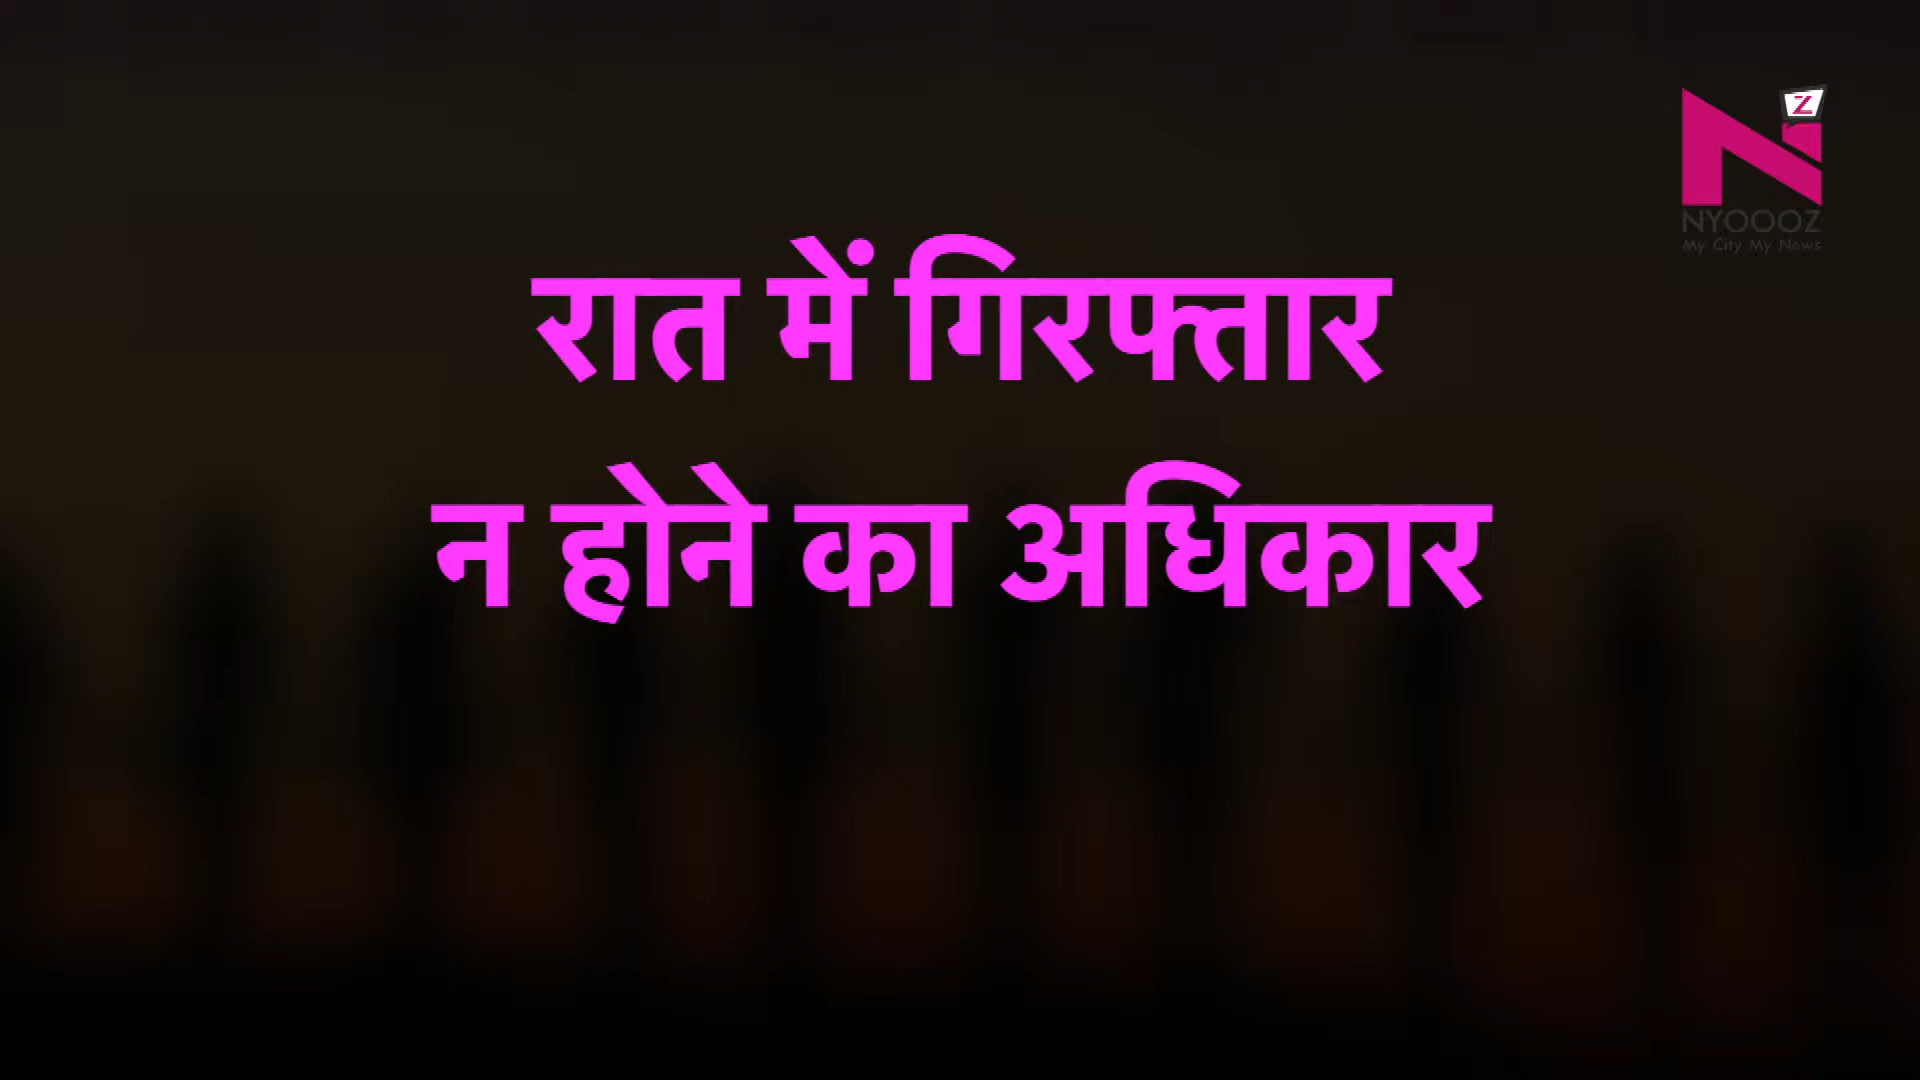 Z
NYOOOZ
My City My News
रात में गिरफ्तार
न होने का अधिकार